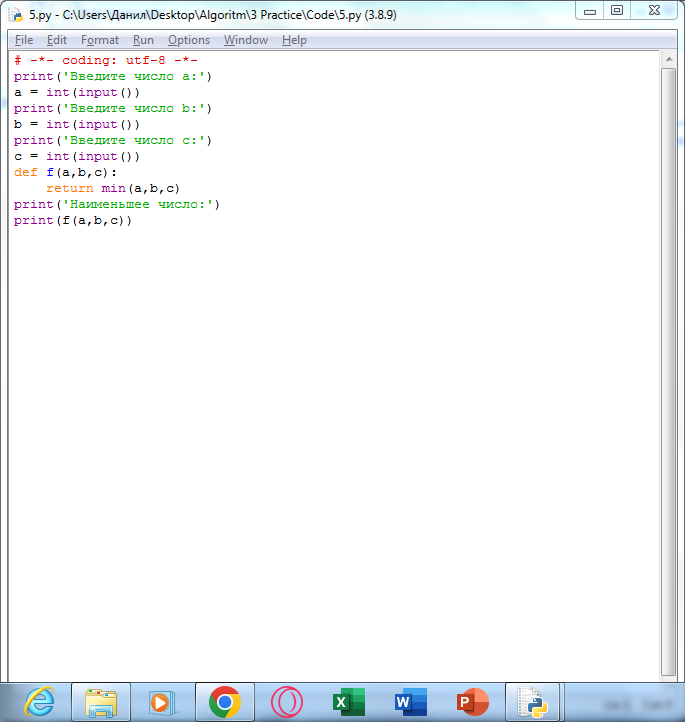 5.py - C:\Users\Данил\Desktop\Algoritm\3 Practice\Code\5.py (3.8.9)
File Edit Format Run Options Window Help
# -*- coding: utf-8 -*-
print('Введите число a:')
a = int(input())
print('Введите число b:')
b = int(input())
print('Введите число c:')
c = int(input())
def f(a,b,c):
    return min(a,b,c)
print('Наименьшее число:')
print(f(a,b,c))